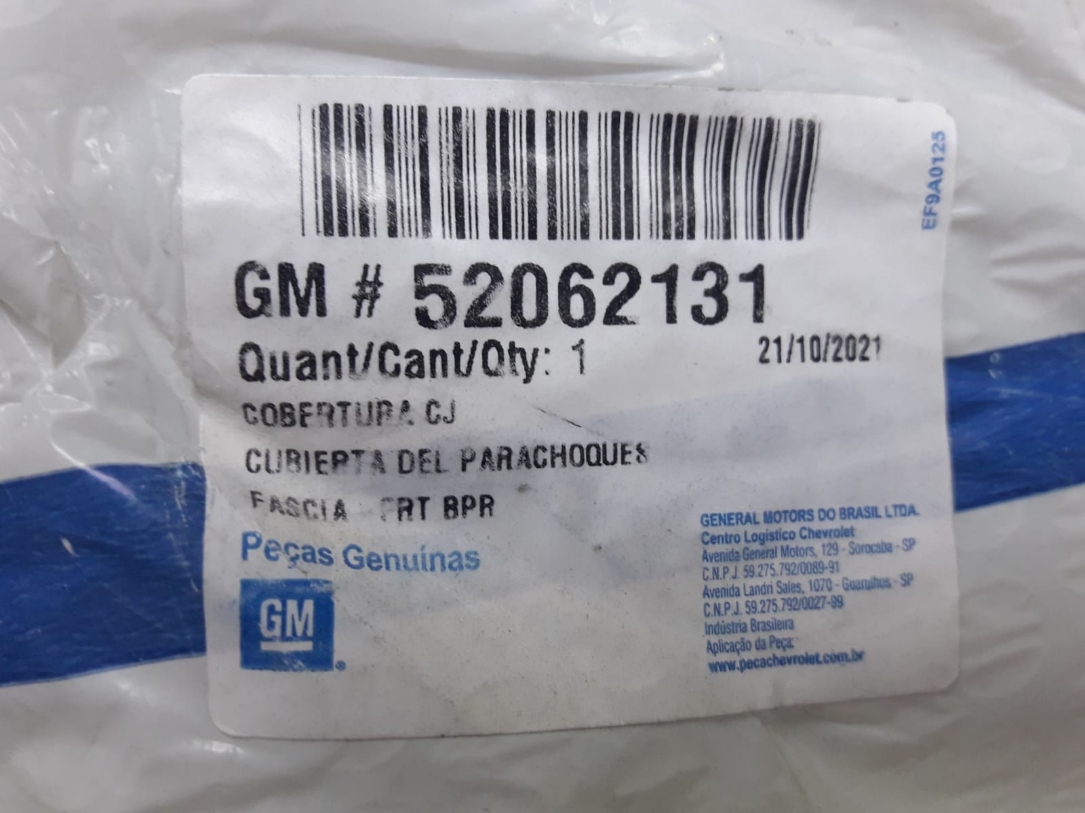 EF9A0125
GM # 52062131
Quant/Cant/Qty: 1
21/10/2021
COBERTURA CJ
CUBIERTA DEL PARACHOQUES
FASCIA - FRT BPR
Peças Genuínas
GM
®
GENERAL MOTORS DO BRASIL LTDA.
Centro Logístico Chevrolet
Avenida General Motors, 129 - Sorocaba - SP
C.N.P.J. 59.275.792/0089-91
Avenida Landri Sales, 1070 - Guarulhos - SP
C.N.P.J. 59.275.792/0027-99
Indústria Brasileira
Aplicação da Peça:
www.pecachevrolet.com.br